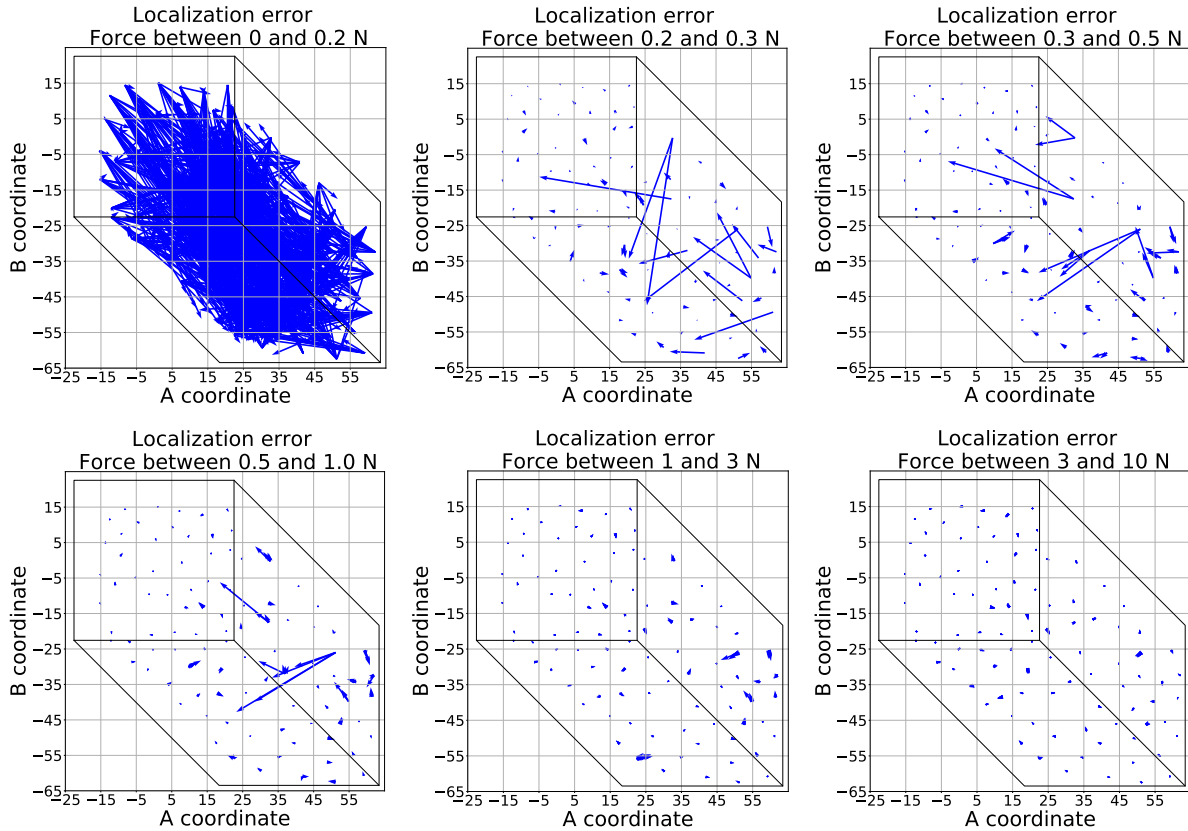 Localization error
Force between 0 and 0.2 N
Localization error
Force between 0.2 and 0.3 N
Localization error
Force between 0.3 and 0.5 N
B coordinate
15
5
−5
−15
−25
−35
−45
−55
−65
−25 −15 −5 5 15 25 35 45 55
A coordinate
B coordinate
15
5
−5
−15
−25
−35
−45
−55
−65
−25 −15 −5 5 15 25 35 45 55
A coordinate
B coordinate
15
5
−5
−15
−25
−35
−45
−55
−65
−25 −15 −5 5 15 25 35 45 55
A coordinate
Localization error
Force between 0.5 and 1.0 N
Localization error
Force between 1 and 3 N
Localization error
Force between 3 and 10 N
B coordinate
15
5
−5
−15
−25
−35
−45
−55
−65
−25 −15 −5 5 15 25 35 45 55
A coordinate
B coordinate
15
5
−5
−15
−25
−35
−45
−55
−65
−25 −15 −5 5 15 25 35 45 55
A coordinate
B coordinate
15
5
−5
−15
−25
−35
−45
−55
−65
−25 −15 −5 5 15 25 35 45 55
A coordinate